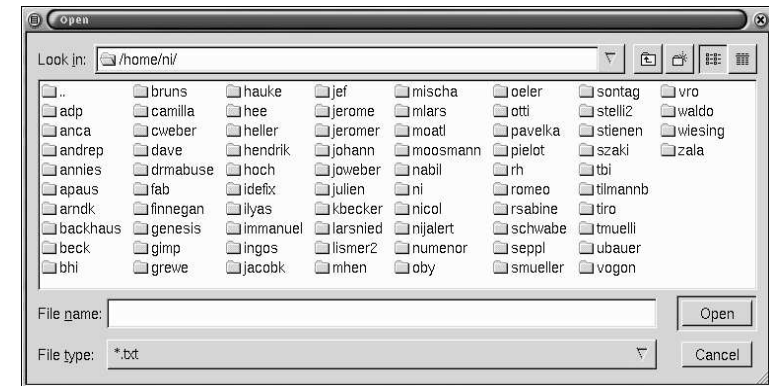 Open
Look in: /home/ni/
.. bruns hauke jef mischa oeler sontag vro
adp camilla hee jerome mlars otti stelli2 waldo
anca cweber heller jeromer moatl pavelka stienen wiesing
andrep dave hendrik johann moosmann pielot szaki zala
annies drmabuse hoch joweber nabil rh tbi
apaus fab idefix julien ni romeo tilmannb
arndk finnegan ilyas kbecker nicol rsabine tiro
backhaus genesis immanuel larsnied nijalert schwabe tmuelli
beck gimp ingos lismer2 numenor seppl ubauer
bhi grewe jacobk mhen oby smueller vogon
File name: Open
File type: *.txt Cancel